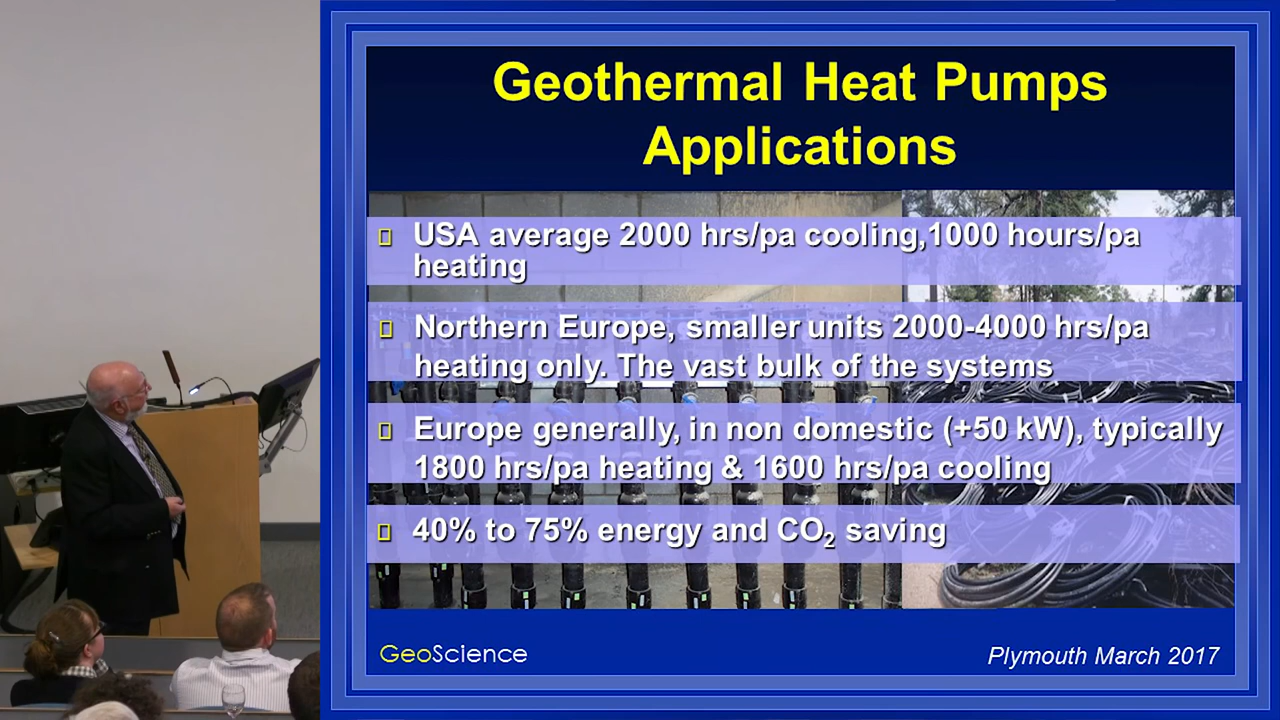 Geothermal Heat Pumps
Applications
USA average 2000 hrs/pa cooling,1000 hours/pa
heating
Northern Europe, smaller units 2000-4000 hrs/pa
heating only. The vast bulk of the systems
Europe generally, in non domestic (+50 kW), typically
1800 hrs/pa heating & 1600 hrs/pa cooling
40% to 75% energy and CO₂ saving
GeoScience
Plymouth March 2017